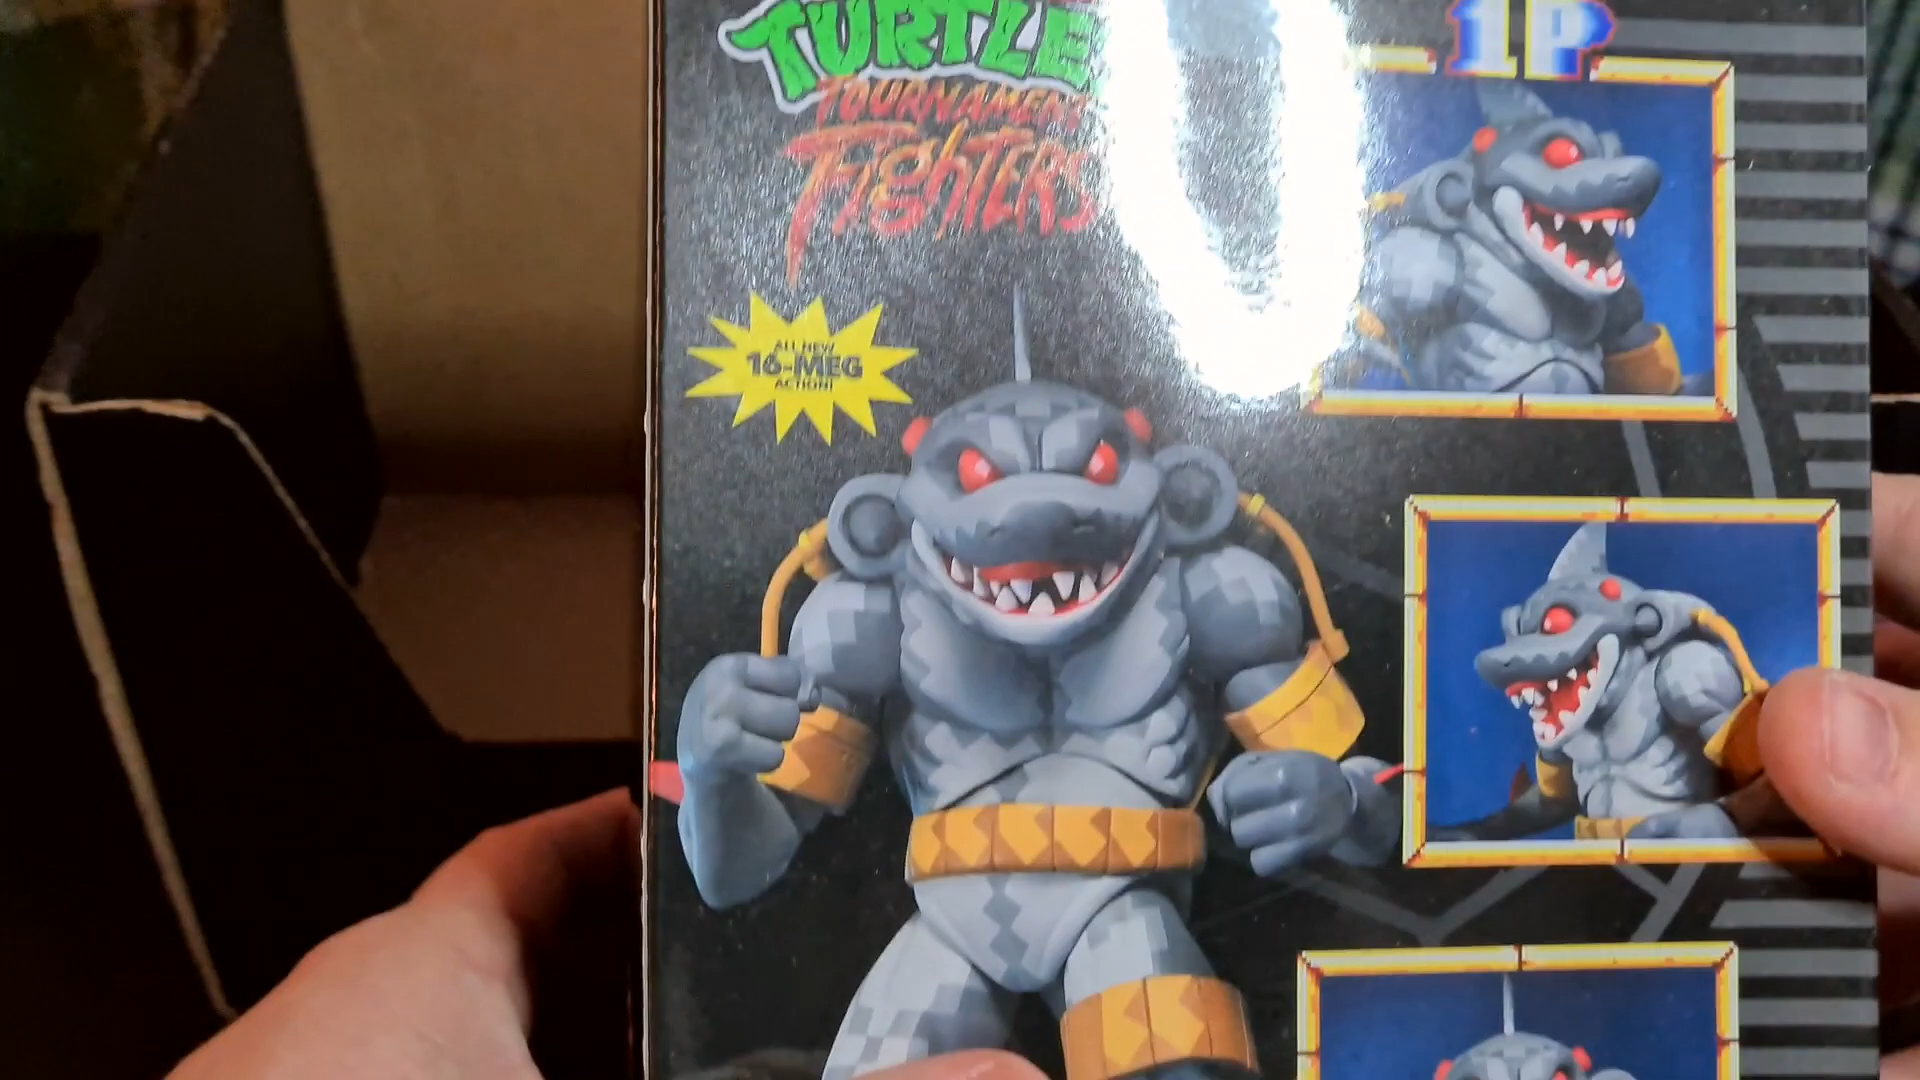 TURTLE
TOURNAMENT
FIGHTERS
1P
ALL NEW
16-MEG
ACTION!